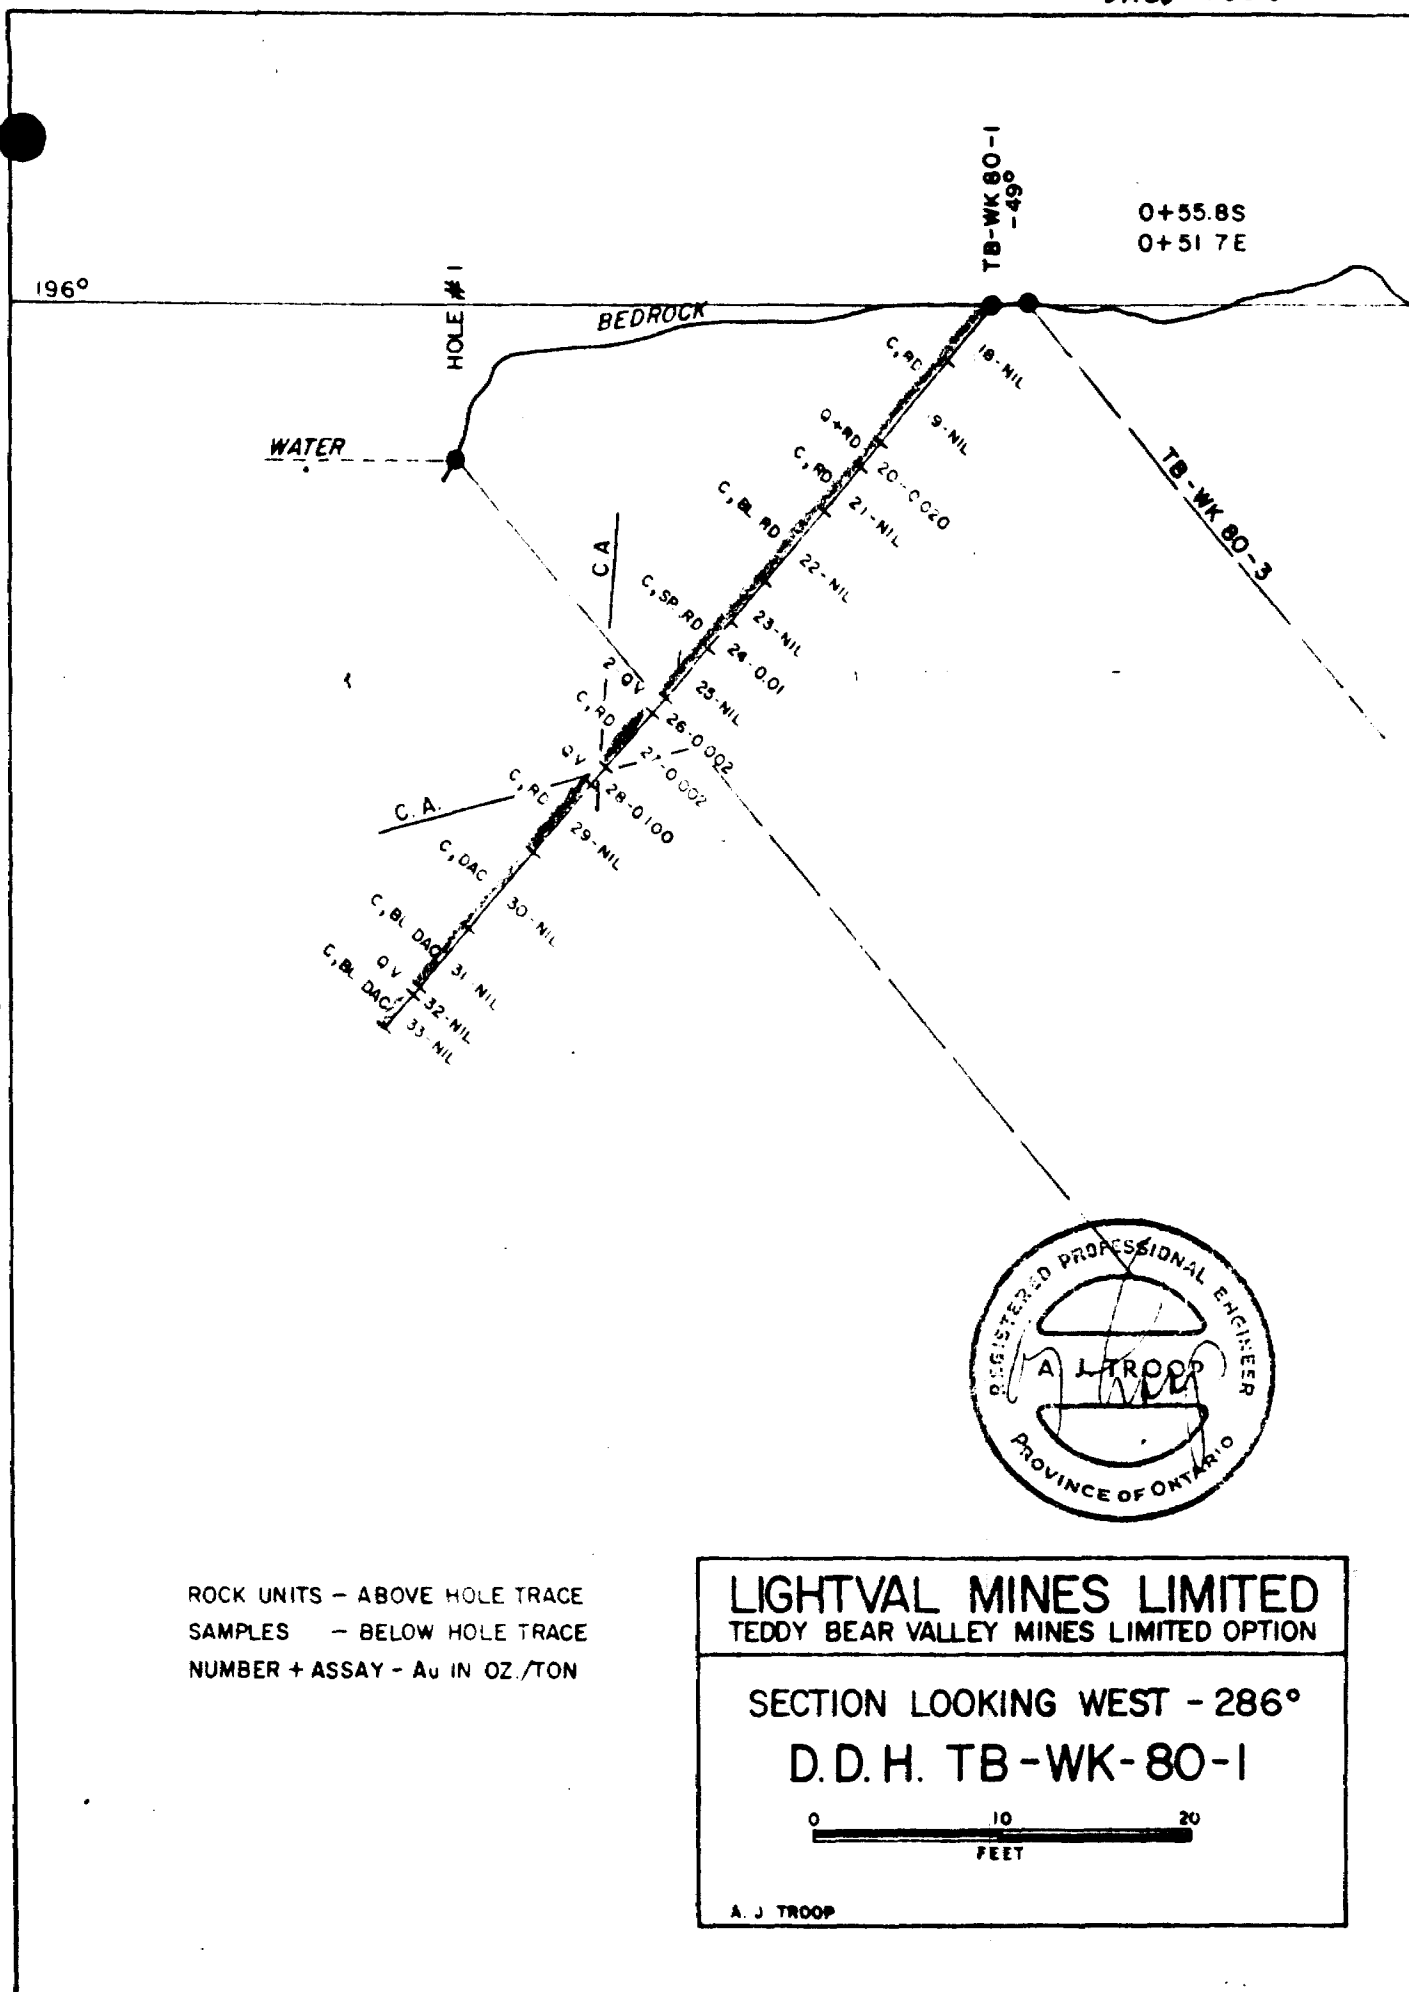 TB-WK 80-1
-49°
0+55.8S
0+51 7E
196°
HOLE #1
BEDROCK
WATER
C, RD
18-NIL
9-NIL
Q+RD
C, RD
20-0.020
21-NIL
C, BL RD
22-NIL
TB-WK 80-3
C A
C, SP. RD
23-NIL
24-0.01
2-QV
25-NIL
C, RD
26-0.002
QV
27-0.002
C, RD
28-0.100
C. A.
29-NIL
C, DAC
30-NIL
C, BL DAC
31-NIL
QV
C, BL DAC
32-NIL
33-NIL
REGISTERED PROFESSIONAL ENGINEER
A J TROOP
PROVINCE OF ONTARIO
ROCK UNITS - ABOVE HOLE TRACE
SAMPLES - BELOW HOLE TRACE
NUMBER + ASSAY - Au IN OZ./TON
LIGHTVAL MINES LIMITED
TEDDY BEAR VALLEY MINES LIMITED OPTION
SECTION LOOKING WEST - 286°
D.D.H. TB-WK-80-1
0 10 20
FEET
A. J TROOP